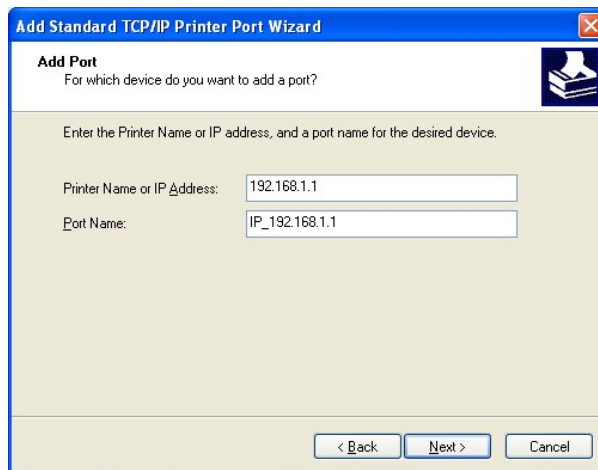 Add Standard TCP/IP Printer Port Wizard
Add Port
For which device do you want to add a port?
Enter the Printer Name or IP address, and a port name for the desired device.
Printer Name or IP Address: 192.168.1.1
Port Name: IP_192.168.1.1
< Back Next > Cancel